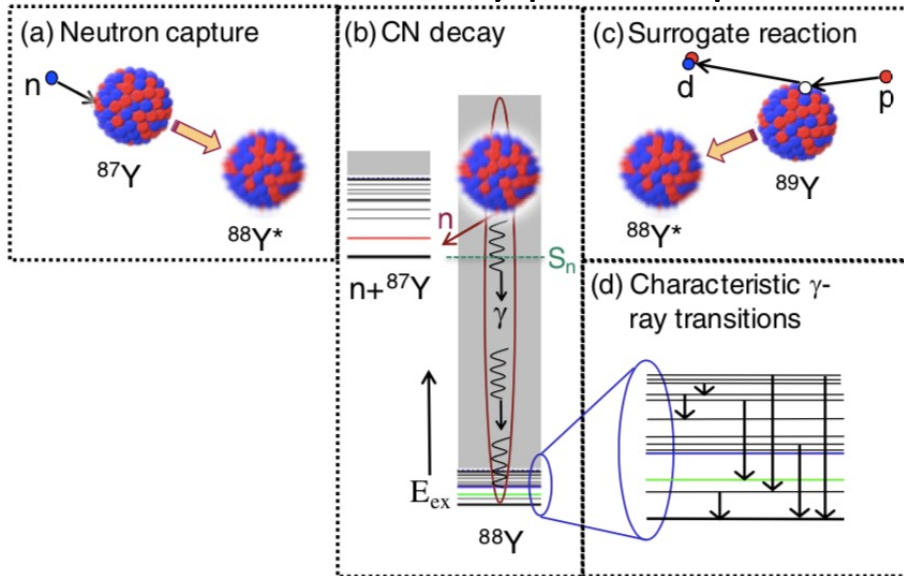 (a) Neutron capture
n
⁸⁷Y
⁸⁸Y*
(b) CN decay
n
Sₙ
n+⁸⁷Y
γ
Eₑₓ
⁸⁸Y
(c) Surrogate reaction
d
p
⁸⁹Y
⁸⁸Y*
(d) Characteristic γ-
ray transitions